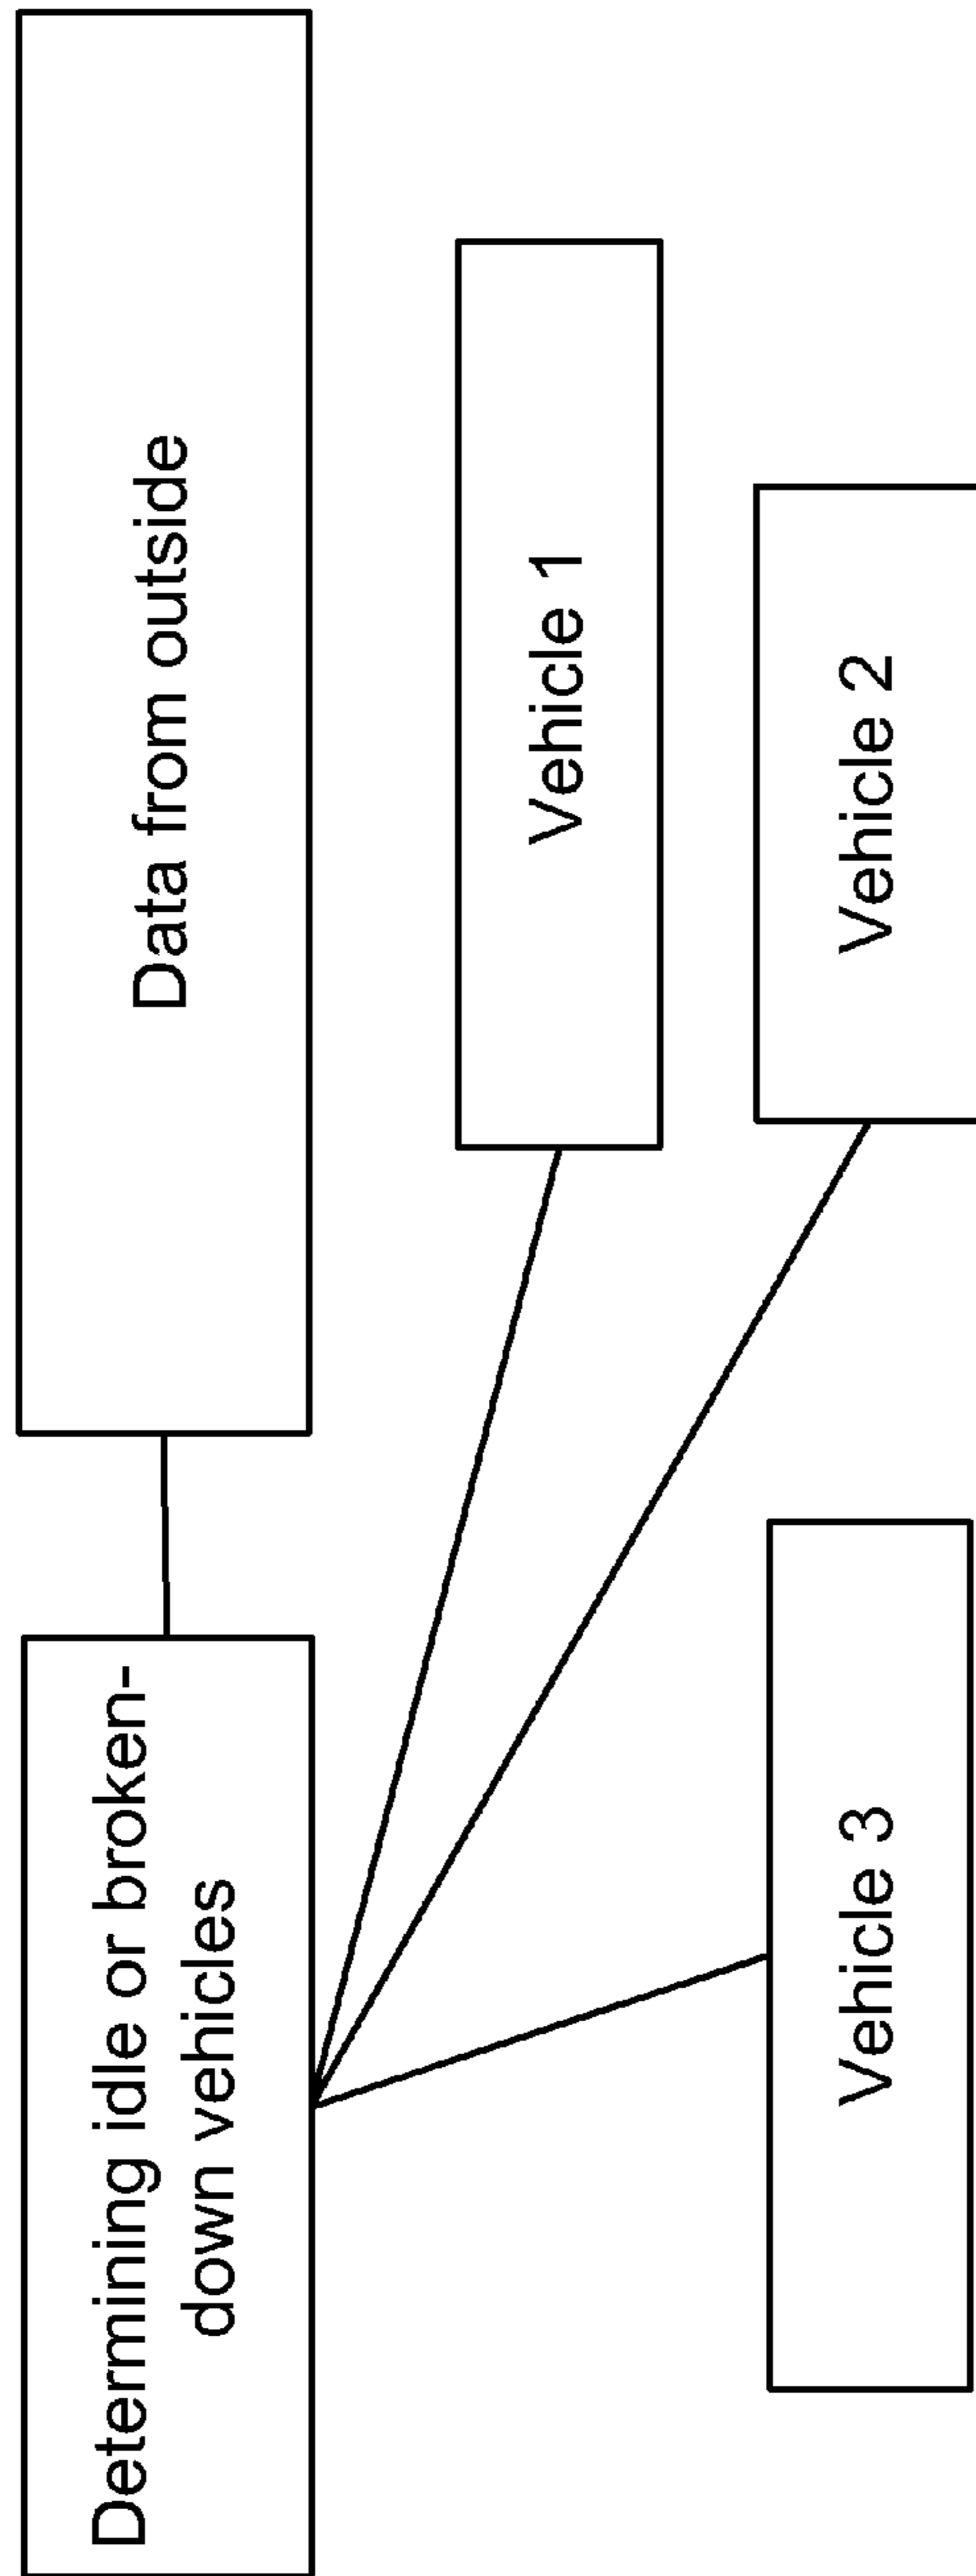 Determining idle or broken-
down vehicles
Data from outside
Vehicle 1
Vehicle 2
Vehicle 3